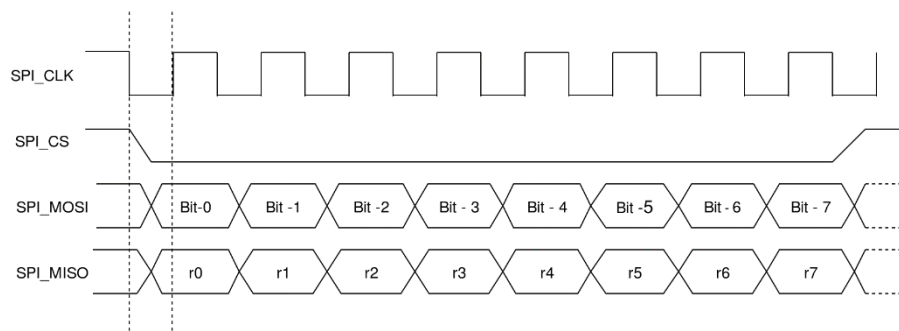 SPI_CLK
SPI_CS
SPI_MOSI Bit-0 Bit -1 Bit -2 Bit - 3 Bit - 4 Bit -5 Bit - 6 Bit - 7
SPI_MISO r0 r1 r2 r3 r4 r5 r6 r7